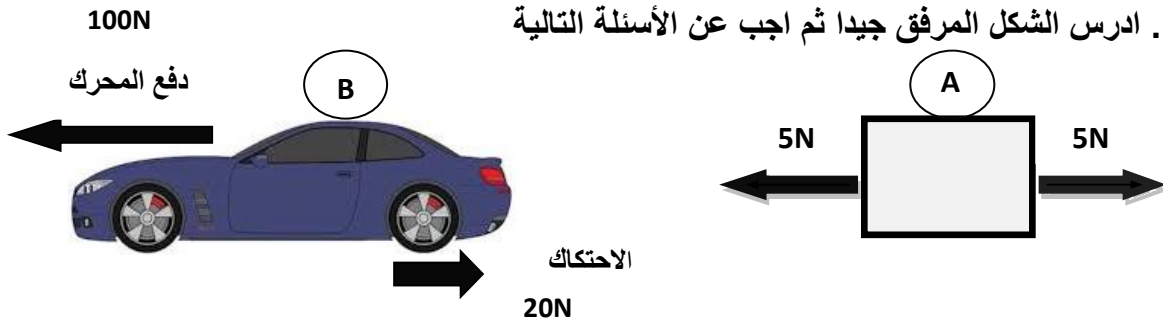 . ادرس الشكل المرفق جيدا ثم اجب عن الأسئلة التالية
100N
دفع المحرك
B
A
5N
5N
الاحتكاك
20N